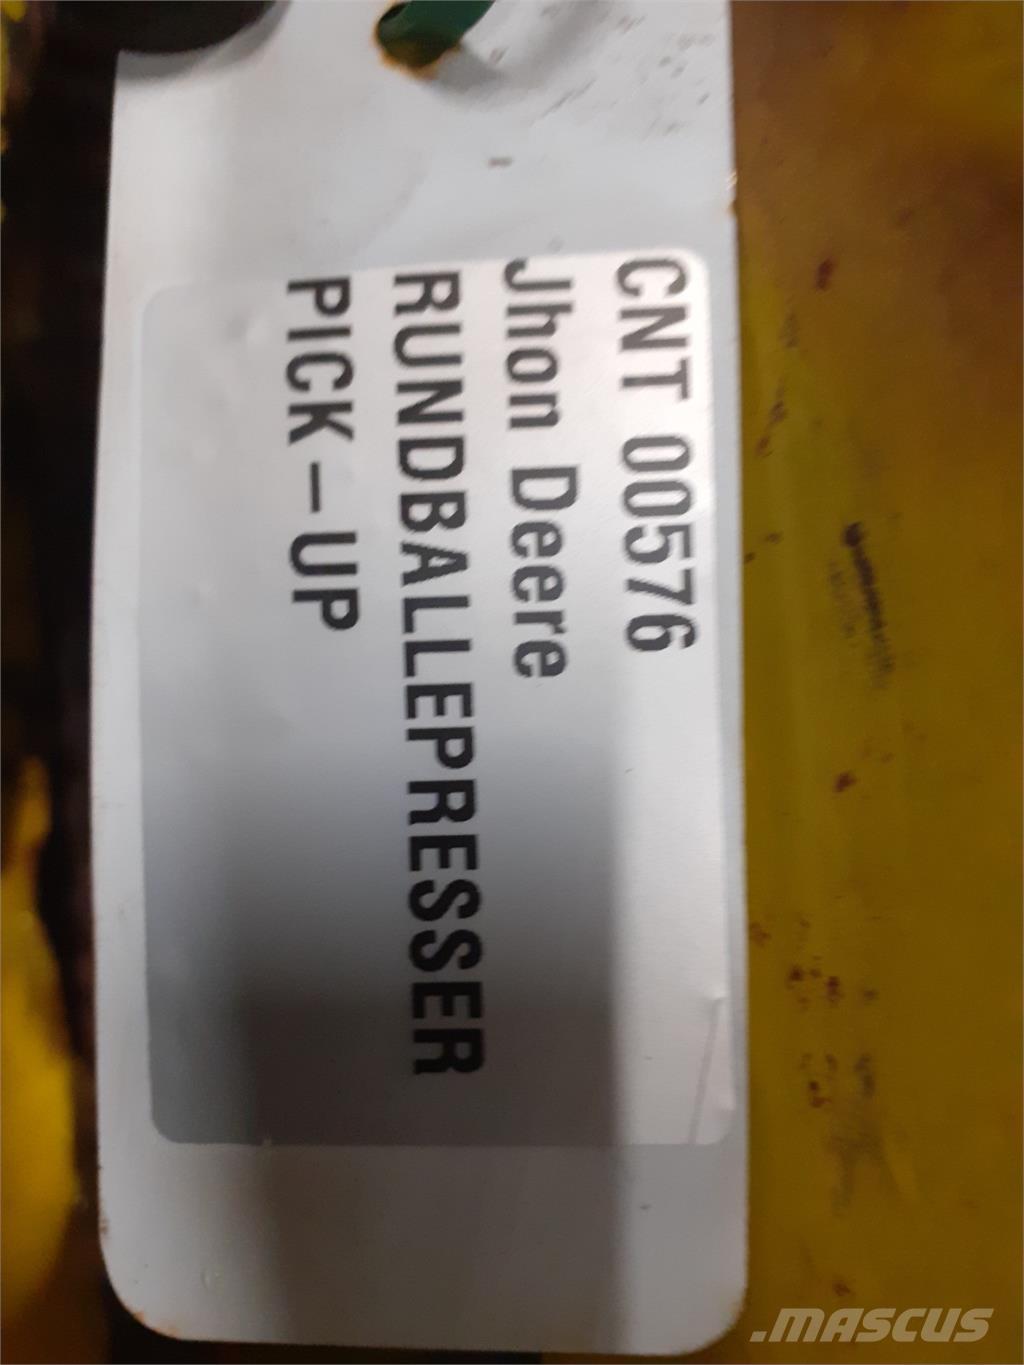 CNT 00576
Jhon Deere
RUNDBALLEPRESSER
PICK-UP
.MASCUS